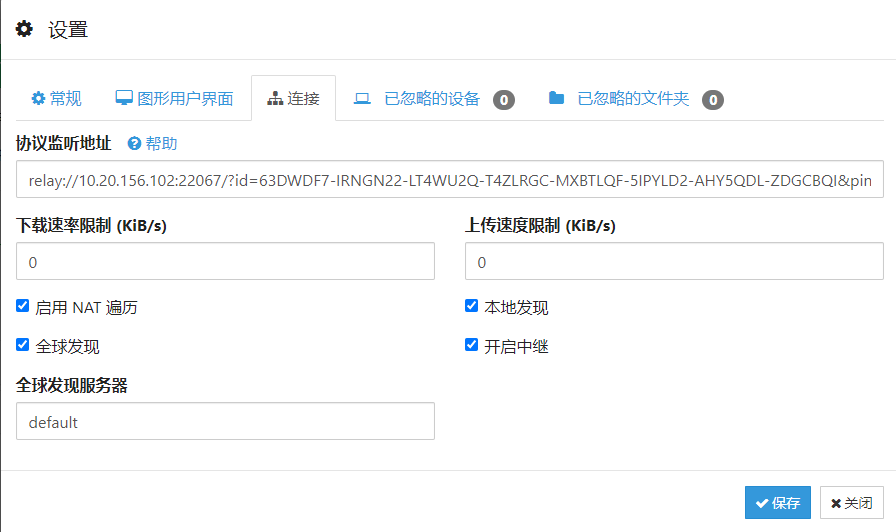 设置
常规 图形用户界面 连接 已忽略的设备 0 已忽略的文件夹 0
协议监听地址 帮助
relay://10.20.156.102:22067/?id=63DWDF7-IRNGN22-LT4WU2Q-T4ZLRGC-MXBTLQF-5IPYLD2-AHY5QDL-ZDGCBQI&pin
下载速率限制 (KiB/s) 上传速度限制 (KiB/s)
0 0
启用 NAT 遍历 本地发现
全球发现 开启中继
全球发现服务器
default
保存 关闭